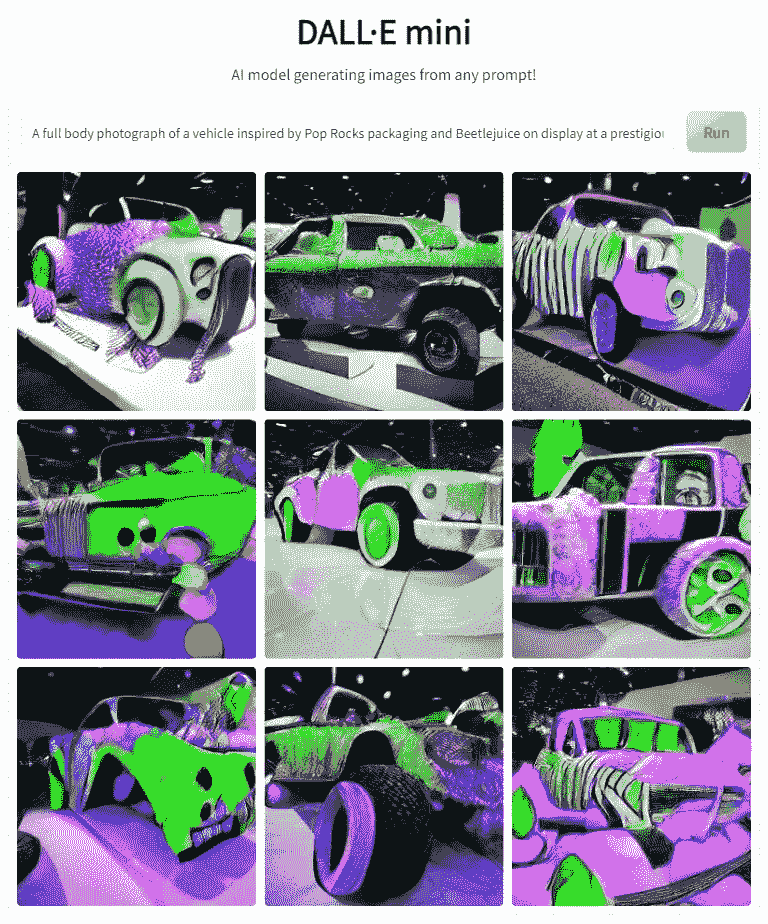 DALL·E mini
AI model generating images from any prompt!
A full body photograph of a vehicle inspired by Pop Rocks packaging and Beetlejuice on display at a
Run